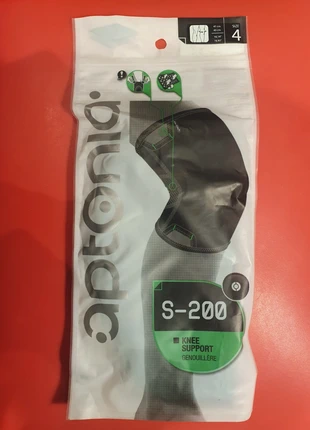 SIZE
4
aptonia
S-200
KNEE
SUPPORT
GENOUILLÈRE